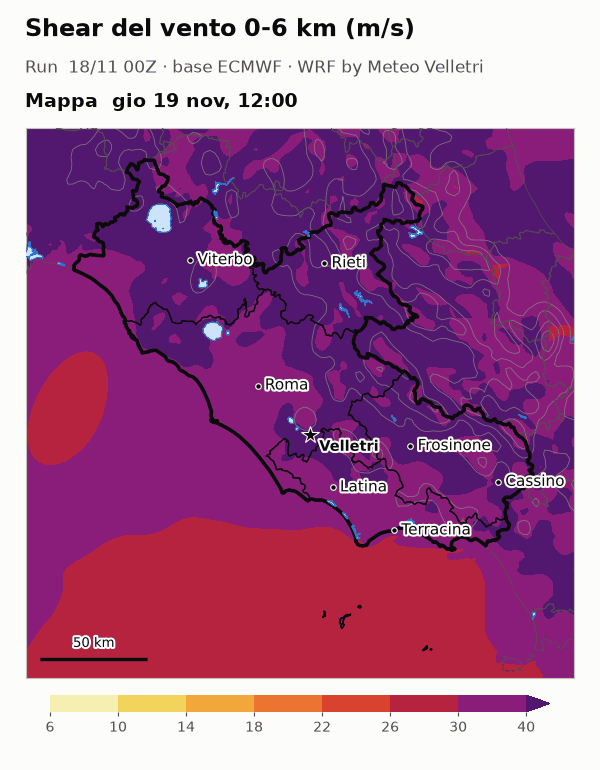 Shear del vento 0-6 km (m/s)
Run  18/11 00Z · base ECMWF · WRF by Meteo Velletri
Mappa  gio 19 nov, 12:00
Viterbo
Rieti
Roma
Velletri
Frosinone
Latina
Cassino
Terracina
50 km
6 10 14 18 22 26 30 40